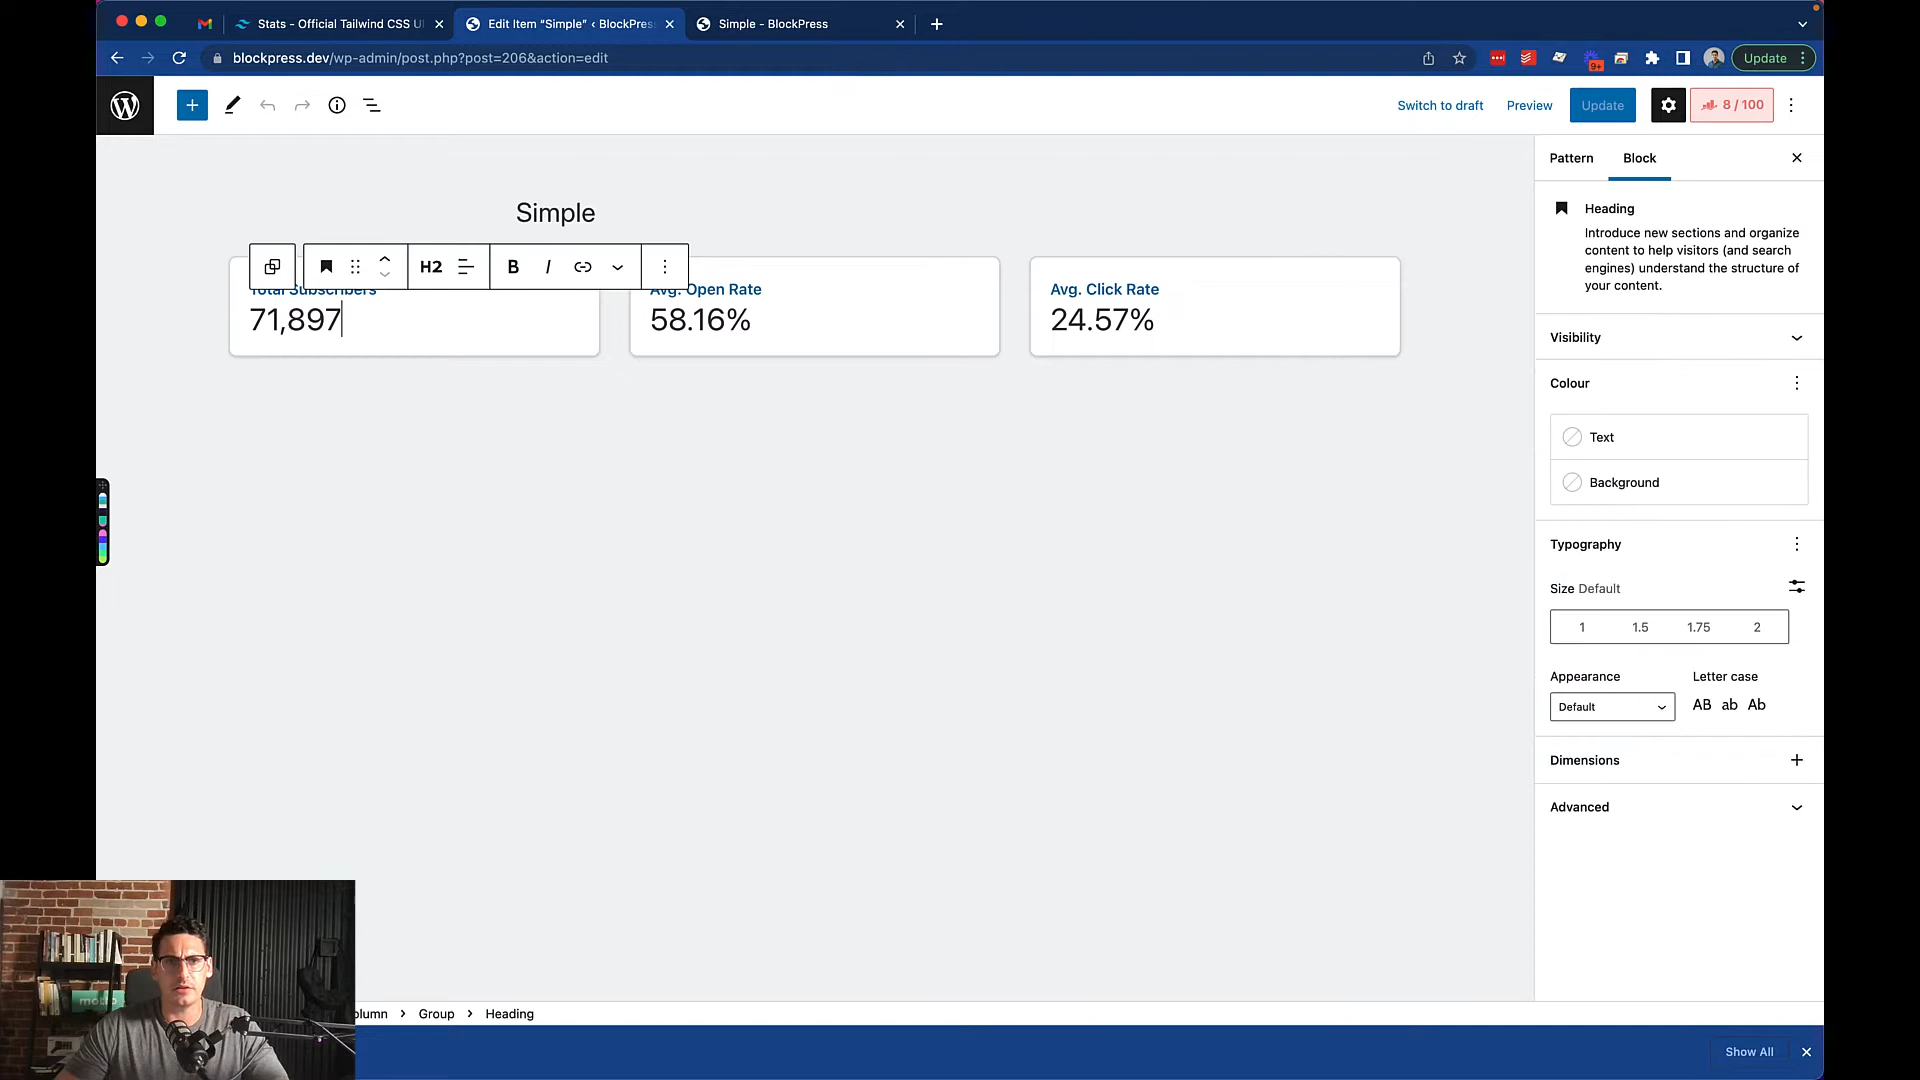 Stats - Official Tailwind CSS UI
Edit Item “Simple” ‹ BlockPress
Simple - BlockPress
blockpress.dev/wp-admin/post.php?post=206&action=edit
9+
Update
Switch to draft
Preview
Update
8 / 100
Pattern
Block
Simple
H2
B
I
Total Subscribers
71,897
Avg. Open Rate
58.16%
Avg. Click Rate
24.57%
Heading
Introduce new sections and organize
content to help visitors (and search
engines) understand the structure of
your content.
Visibility
Colour
Text
Background
Typography
Size Default
1
1.5
1.75
2
Appearance
Letter case
Default
AB
ab
Ab
Dimensions
Advanced
olumn
Group
Heading
Show All